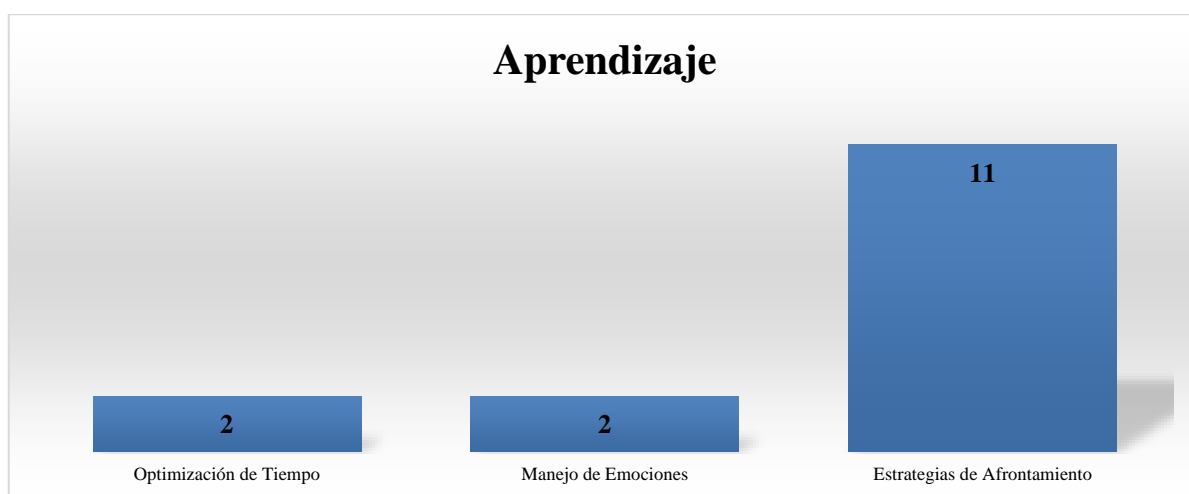 Aprendizaje
11
2
2
Optimización de Tiempo
Manejo de Emociones
Estrategias de Afrontamiento